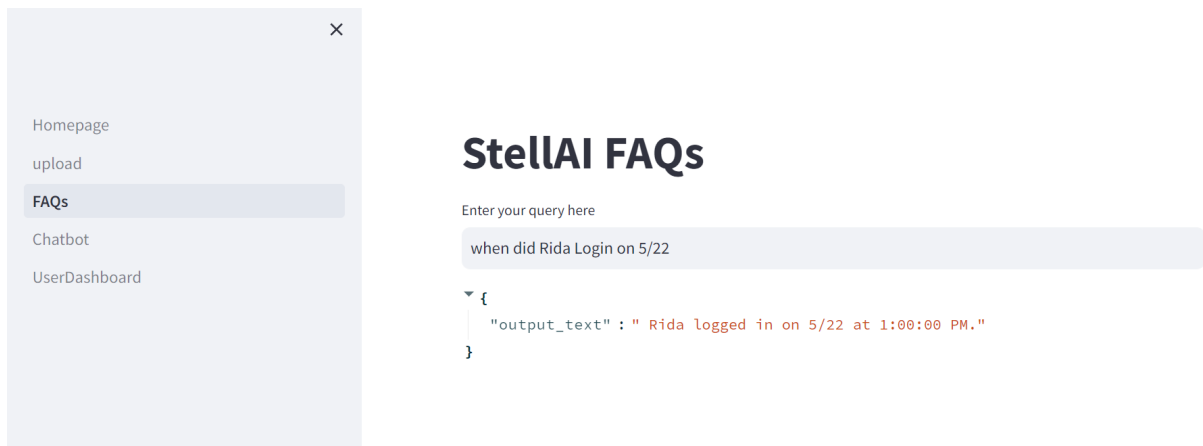 Homepage
upload
FAQs
Chatbot
UserDashboard
StellAI FAQs
Enter your query here
when did Rida Login on 5/22
{
"output_text" : " Rida logged in on 5/22 at 1:00:00 PM."
}